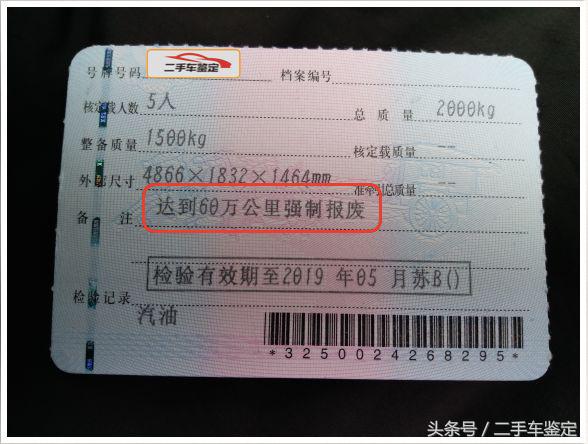 号牌号码 二手车鉴定 档案编号
核定载人数 5人 总质量 2000kg
整备质量 1500kg 核定载质量 --
外部尺寸 4866×1832×1464mm 准牵引总质量 --
备注 达到60万公里强制报废
检验有效期至2019 年05 月苏B()
检验记录
汽油
*3250024268295*
头条号 / 二手车鉴定